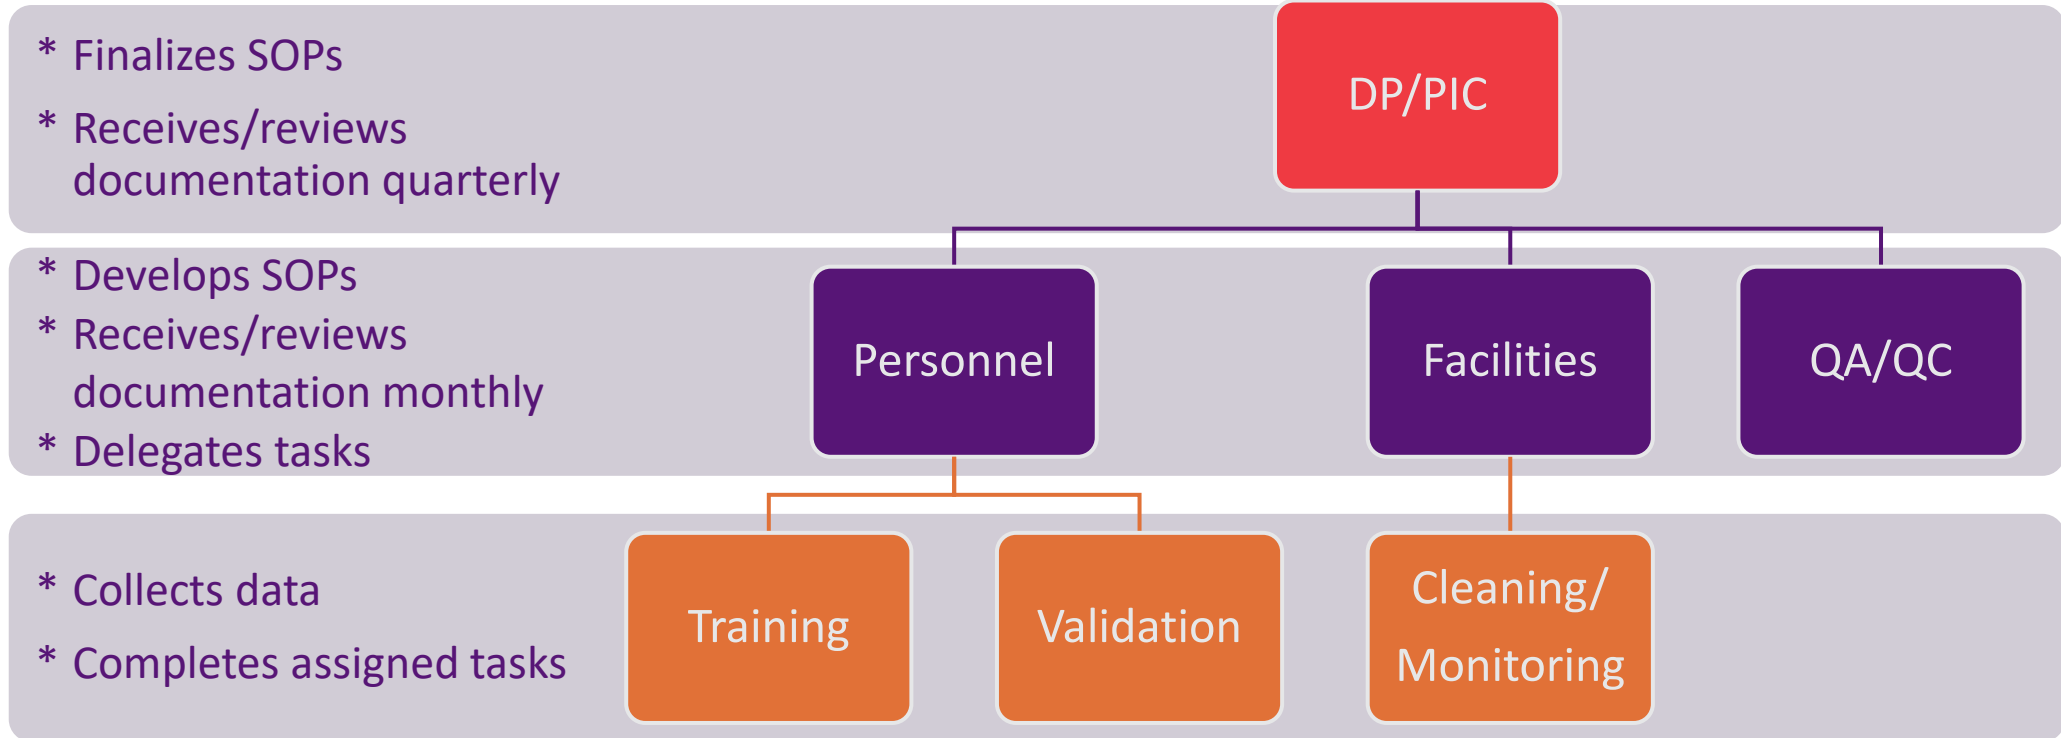 * Finalizes SOPs
* Receives/reviews
documentation quarterly
DP/PIC
* Develops SOPs
* Receives/reviews
documentation monthly
* Delegates tasks
Personnel
Facilities
QA/QC
* Collects data
* Completes assigned tasks
Training
Validation
Cleaning/
Monitoring